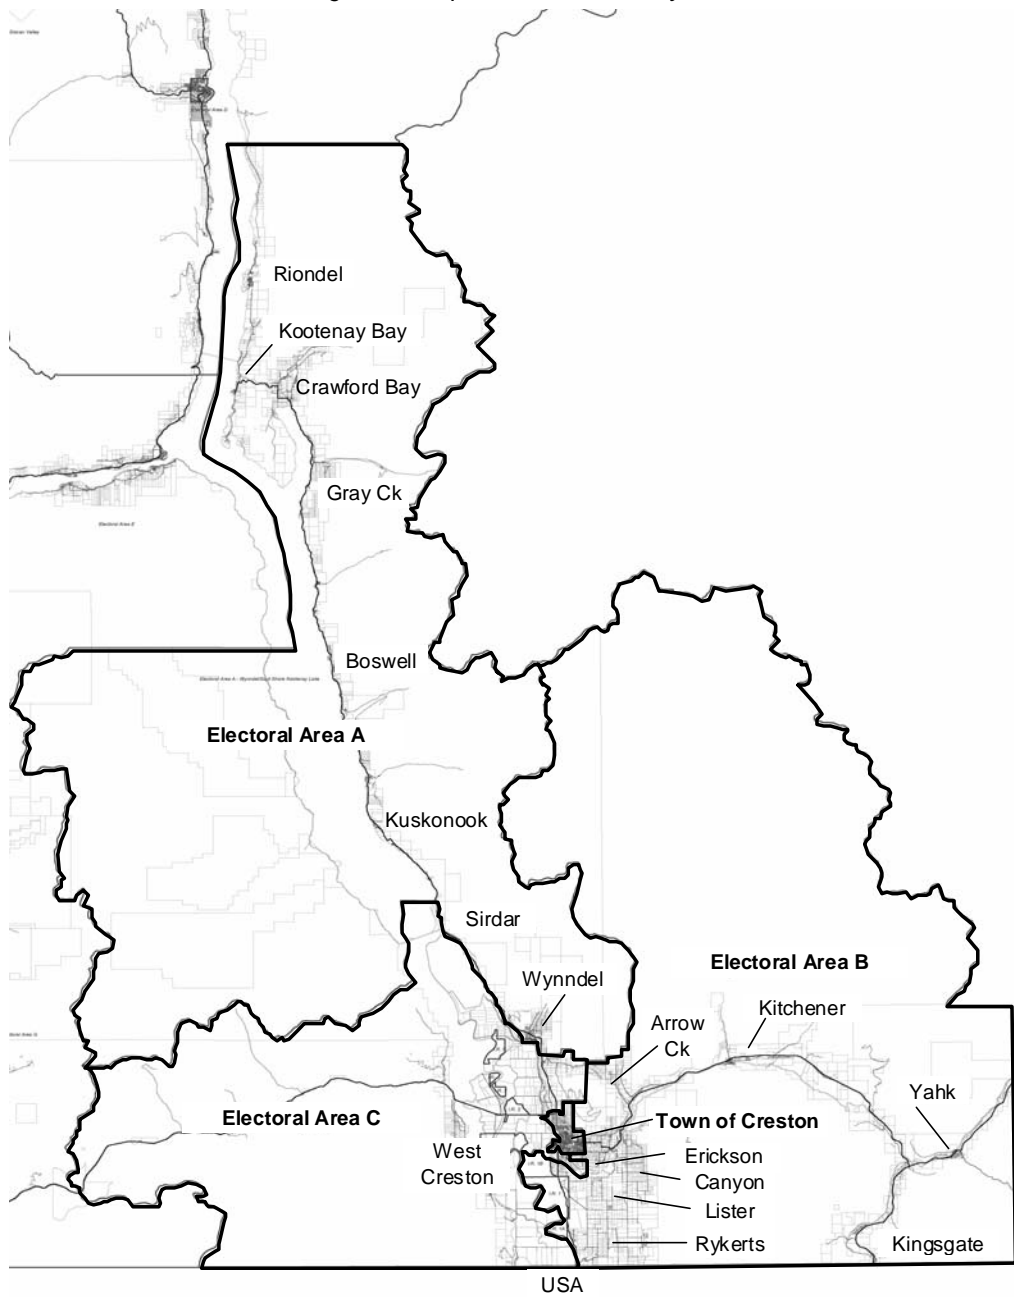 Riondel
Kootenay Bay
Crawford Bay
Gray Ck
Boswell
Electoral Area A
Kuskonook
Sirdar
Electoral Area B
Wynndel
Kitchener
Arrow
Ck
Yahk
Electoral Area C
Town of Creston
West
Creston
Erickson
Canyon
Lister
Rykerts
Kingsgate
USA